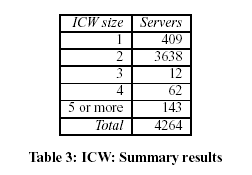 ICW size Servers
1 409
2 3638
3 12
4 62
5 or more 143
Total 4264
Table 3: ICW: Summary results